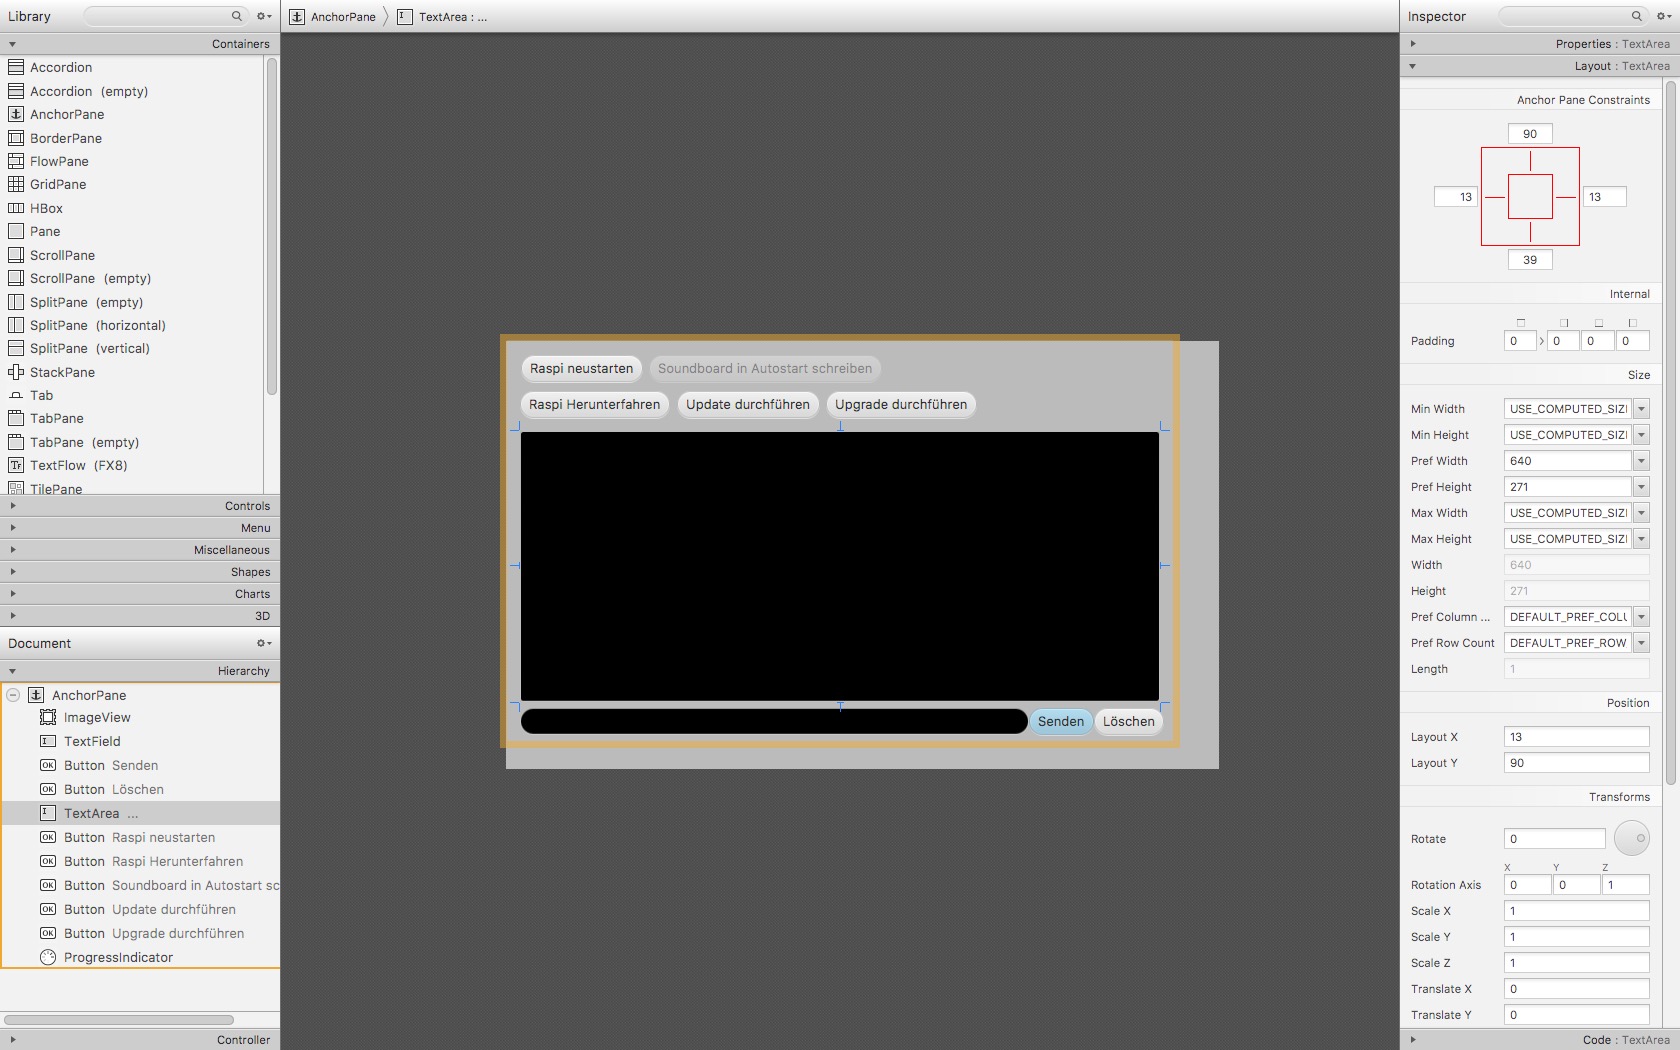 Library
AnchorPane
TextArea : ...
Inspector
Containers
Accordion
Accordion (empty)
AnchorPane
BorderPane
FlowPane
GridPane
HBox
Pane
ScrollPane
ScrollPane (empty)
SplitPane (empty)
SplitPane (horizontal)
SplitPane (vertical)
StackPane
Tab
TabPane
TabPane (empty)
TextFlow (FX8)
TilePane
Controls
Menu
Miscellaneous
Shapes
Charts
3D
Document
Hierarchy
AnchorPane
ImageView
TextField
Button Senden
Button Löschen
TextArea ...
Button Raspi neustarten
Button Raspi Herunterfahren
Button Soundboard in Autostart sc
Button Update durchführen
Button Upgrade durchführen
ProgressIndicator
Controller
Raspi neustarten
Soundboard in Autostart schreiben
Raspi Herunterfahren
Update durchführen
Upgrade durchführen
Senden
Löschen
Properties : TextArea
Layout : TextArea
Anchor Pane Constraints
90
13
13
39
Internal
Padding 0 0 0 0
Size
Min Width USE_COMPUTED_SIZI
Min Height USE_COMPUTED_SIZI
Pref Width 640
Pref Height 271
Max Width USE_COMPUTED_SIZI
Max Height USE_COMPUTED_SIZI
Width 640
Height 271
Pref Column ... DEFAULT_PREF_COLU
Pref Row Count DEFAULT_PREF_ROW
Length 1
Position
Layout X 13
Layout Y 90
Transforms
Rotate 0
X Y Z
Rotation Axis 0 0 1
Scale X 1
Scale Y 1
Scale Z 1
Translate X 0
Translate Y 0
Code : TextArea